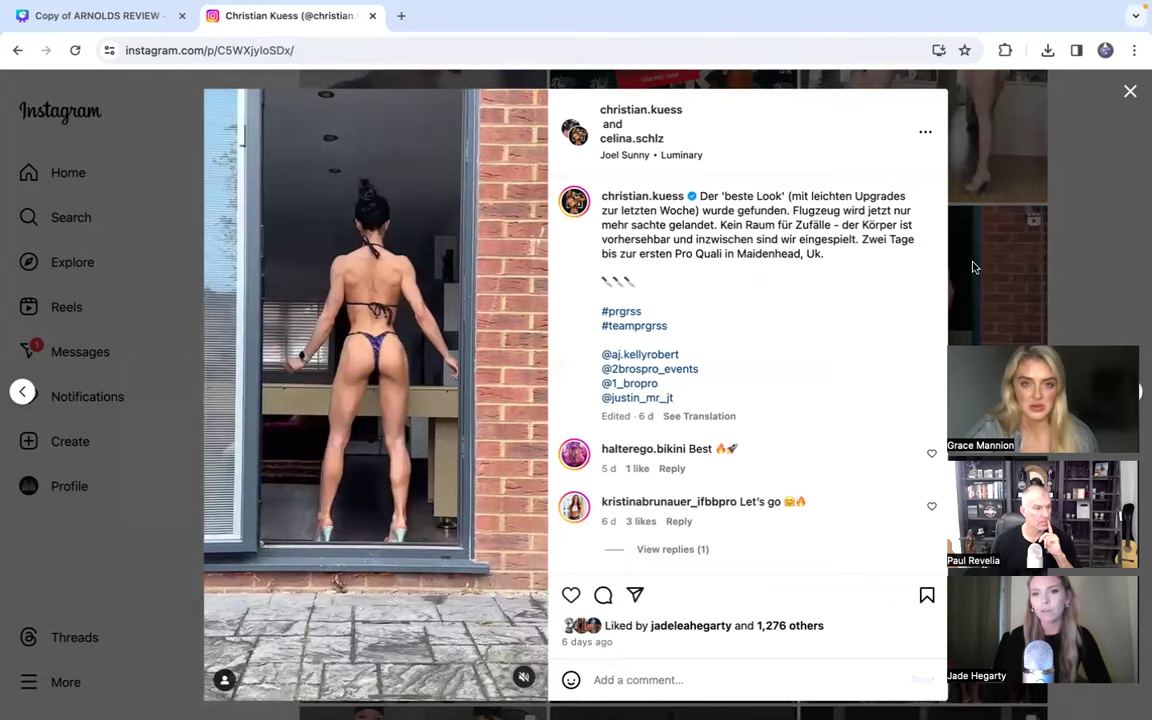 Copy of ARNOLDS REVIEW -
Christian Kuess (@christian.
instagram.com/p/C5WXjyloSDx/
Instagram
Home
Search
Explore
Reels
1
Messages
Notifications
Create
Profile
Threads
More
christian.kuess
and
celina.schlz
Joel Sunny • Luminary
christian.kuess Der 'beste Look' (mit leichten Upgrades
zur letzten Woche) wurde gefunden. Flugzeug wird jetzt nur
mehr sachte gelandet. Kein Raum für Zufälle - der Körper ist
vorhersehbar und inzwischen sind wir eingespielt. Zwei Tage
bis zur ersten Pro Quali in Maidenhead, Uk.
#prgrss
#teamprgrss
@aj.kellyrobert
@2brospro_events
@1_bropro
@justin_mr_jt
Edited · 6 d See Translation
halterego.bikini Best 🔥🚀
5 d 1 like Reply
kristinabrunauer_ifbbpro Let's go 🤗🔥
6 d 3 likes Reply
View replies (1)
Liked by jadeleahegarty and 1,276 others
6 days ago
Add a comment...
Post
Grace Mannion
Paul Revelia
Jade Hegarty